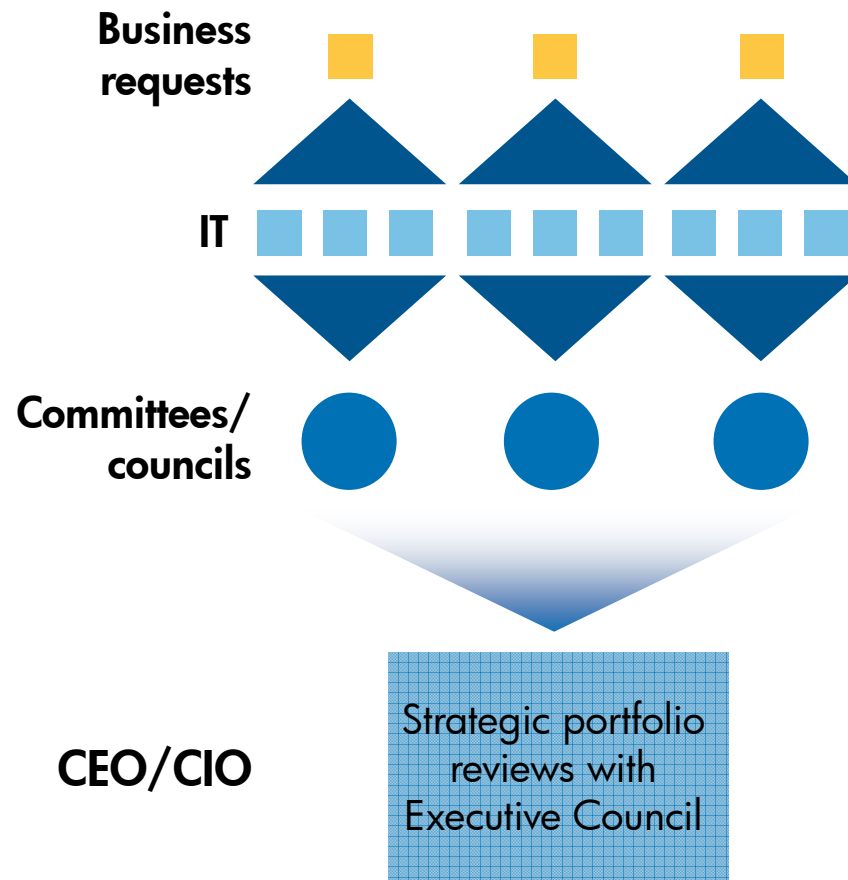 Business
requests
IT
Committees/
councils
CEO/CIO
Strategic portfolio
reviews with
Executive Council